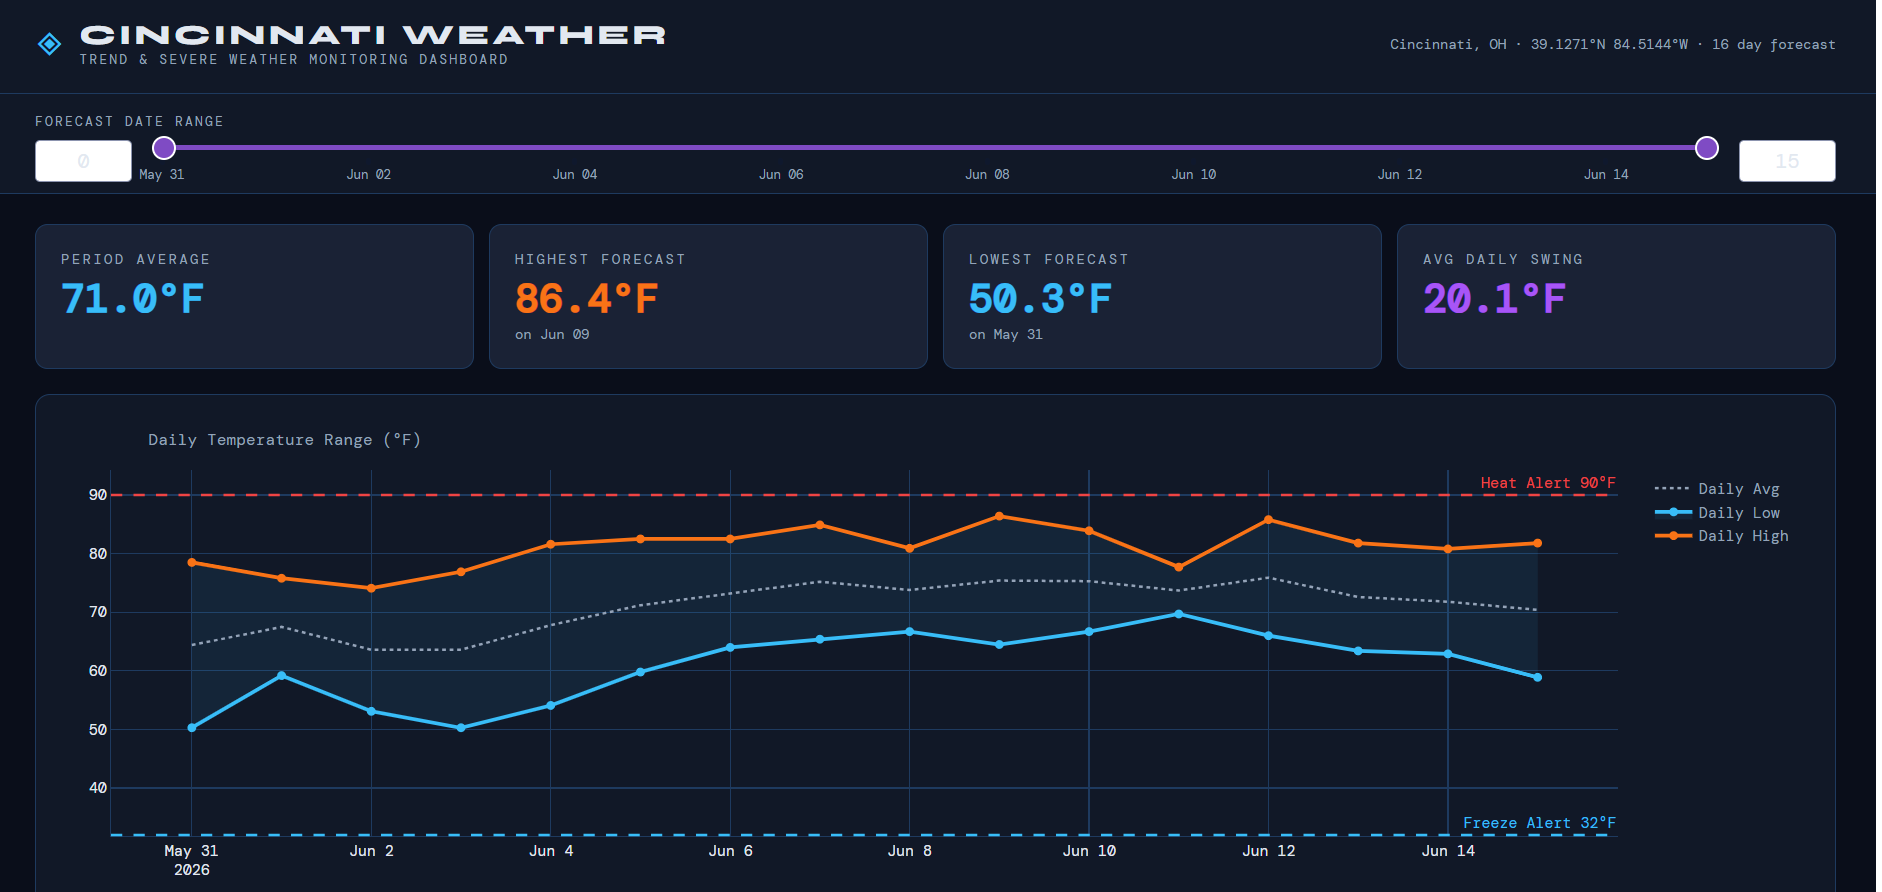 CINCINNATI WEATHER
TREND & SEVERE WEATHER MONITORING DASHBOARD
Cincinnati, OH · 39.1271°N 84.5144°W · 16 day forecast
FORECAST DATE RANGE
0
15
May 31 Jun 02 Jun 04 Jun 06 Jun 08 Jun 10 Jun 12 Jun 14
PERIOD AVERAGE
71.0°F
HIGHEST FORECAST
86.4°F
on Jun 09
LOWEST FORECAST
50.3°F
on May 31
AVG DAILY SWING
20.1°F
Daily Temperature Range (°F)
90
80
70
60
50
40
Heat Alert 90°F
Freeze Alert 32°F
May 31 Jun 2 Jun 4 Jun 6 Jun 8 Jun 10 Jun 12 Jun 14
2026
Daily Avg
Daily Low
Daily High